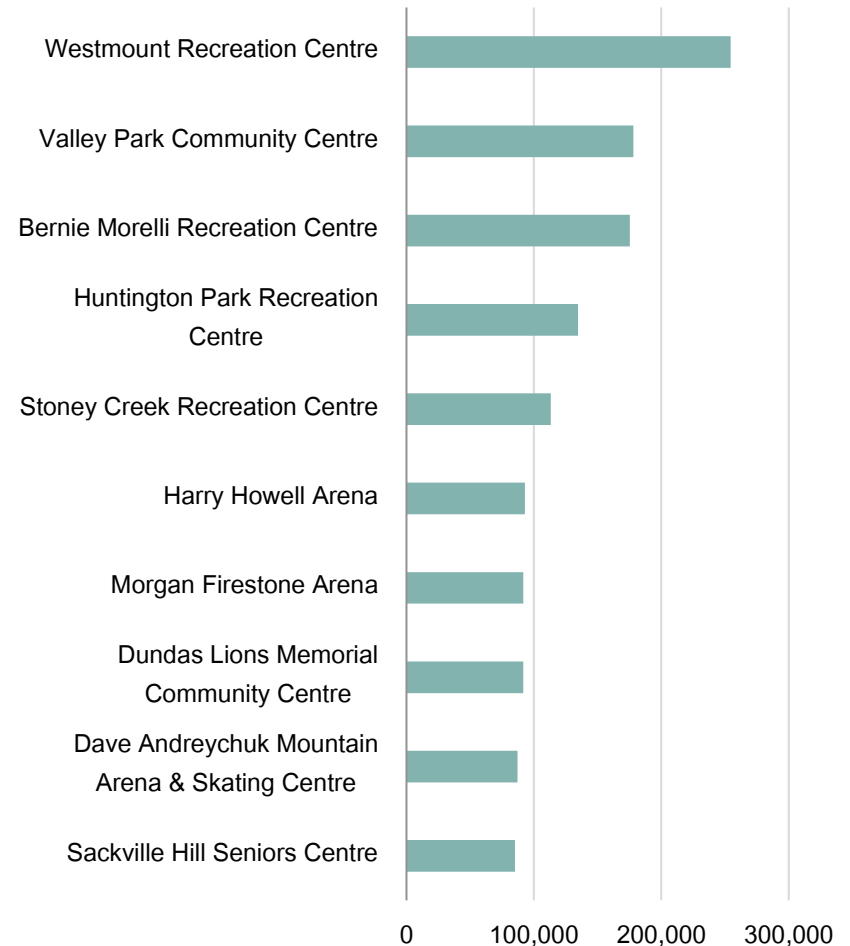 Westmount Recreation Centre
Valley Park Community Centre
Bernie Morelli Recreation Centre
Huntington Park Recreation
Centre
Stoney Creek Recreation Centre
Harry Howell Arena
Morgan Firestone Arena
Dundas Lions Memorial
Community Centre
Dave Andreychuk Mountain
Arena & Skating Centre
Sackville Hill Seniors Centre
0 100,000 200,000 300,000